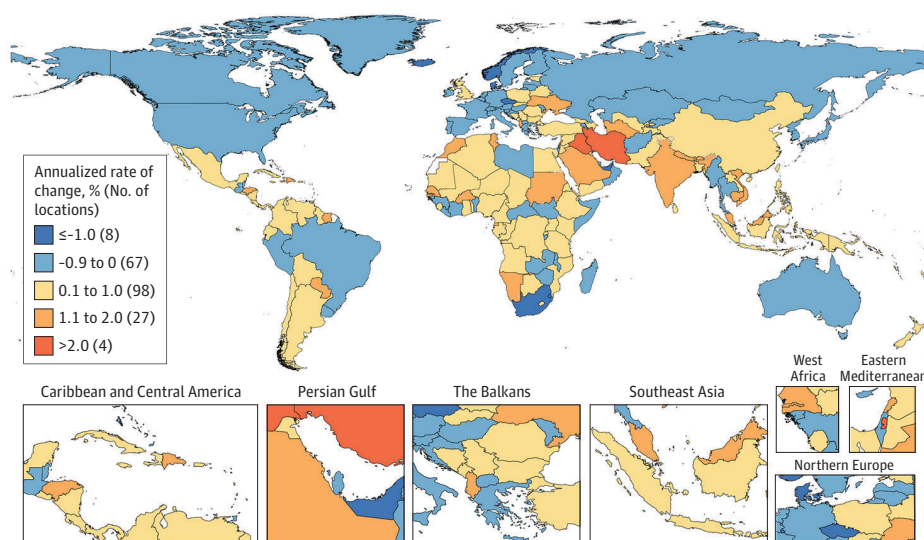 Annualized rate of
change, % (No. of
locations)
≤-1.0 (8)
-0.9 to 0 (67)
0.1 to 1.0 (98)
1.1 to 2.0 (27)
>2.0 (4)
Caribbean and Central America
Persian Gulf
The Balkans
Southeast Asia
West
Africa
Eastern
Mediterranean
Northern Europe